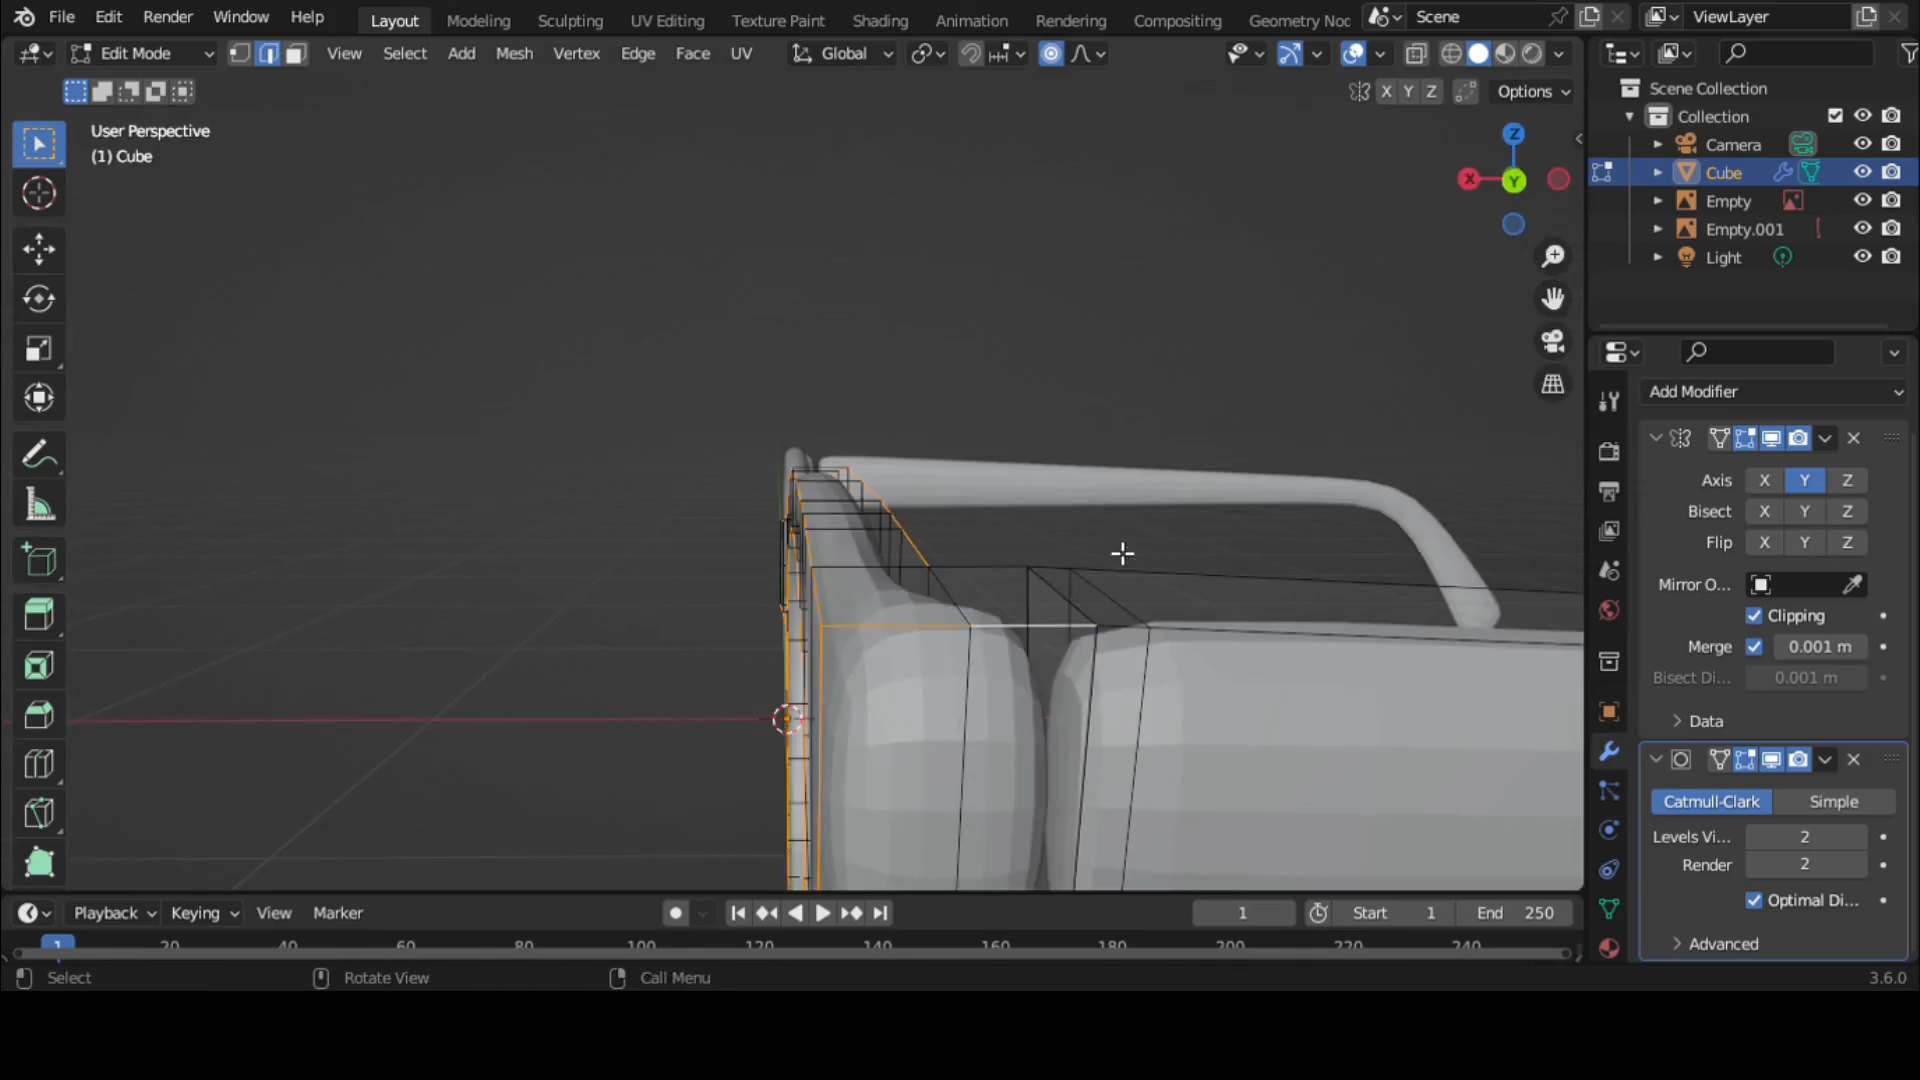 File Edit Render Window Help Layout Modeling Sculpting UV Editing Texture Paint Shading Animation Rendering Compositing Geometry Noc Scene ViewLayer
Edit Mode View Select Add Mesh Vertex Edge Face UV Global
X Y Z Options
User Perspective
(1) Cube
Z
X Y
Scene Collection
Collection
Camera
Cube
Empty
Empty.001
Light
Add Modifier
Axis X Y Z
Bisect X Y Z
Flip X Y Z
Mirror O...
Clipping
Merge 0.001 m
Bisect Di... 0.001 m
Data
Catmull-Clark Simple
Levels Vi... 2
Render 2
Optimal Di...
Advanced
Playback Keying View Marker 1 Start 1 End 250
1 20 40 60 80 100 120 140 160 180 200 220 240
Select Rotate View Call Menu 3.6.0